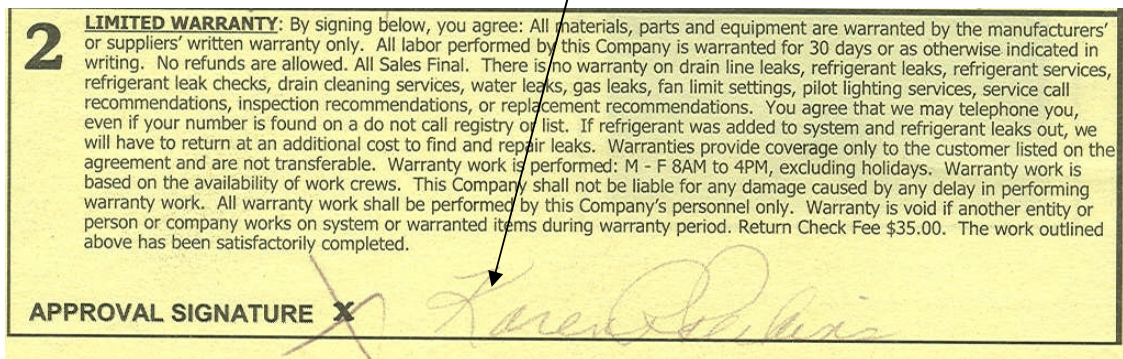 2 LIMITED WARRANTY: By signing below, you agree: All materials, parts and equipment are warranted by the manufacturers'
or suppliers' written warranty only. All labor performed by this Company is warranted for 30 days or as otherwise indicated in
writing. No refunds are allowed. All Sales Final. There is no warranty on drain line leaks, refrigerant leaks, refrigerant services,
refrigerant leak checks, drain cleaning services, water leaks, gas leaks, fan limit settings, pilot lighting services, service call
recommendations, inspection recommendations, or replacement recommendations. You agree that we may telephone you,
even if your number is found on a do not call registry or list. If refrigerant was added to system and refrigerant leaks out, we
will have to return at an additional cost to find and repair leaks. Warranties provide coverage only to the customer listed on the
agreement and are not transferable. Warranty work is performed: M - F 8AM to 4PM, excluding holidays. Warranty work is
based on the availability of work crews. This Company shall not be liable for any damage caused by any delay in performing
warranty work. All warranty work shall be performed by this Company's personnel only. Warranty is void if another entity or
person or company works on system or warranted items during warranty period. Return Check Fee $35.00. The work outlined
above has been satisfactorily completed.
APPROVAL SIGNATURE X Karen